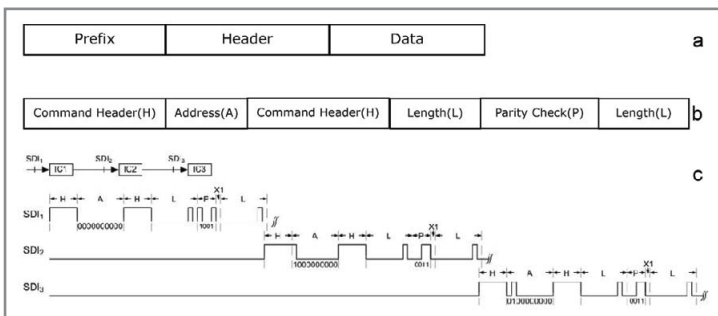 Prefix Header Data a
Command Header(H) Address(A) Command Header(H) Length(L) Parity Check(P) Length(L) b
SDI₁ IC1 SDI₂ IC2 SDI₃ IC3 c
X1
H A H L P L
SDI₁
0000000000 1001
X1
H A H L P L
SDI₂
1000000000 0011
X1
H A H L P L
SDI₃
0100000000 0011